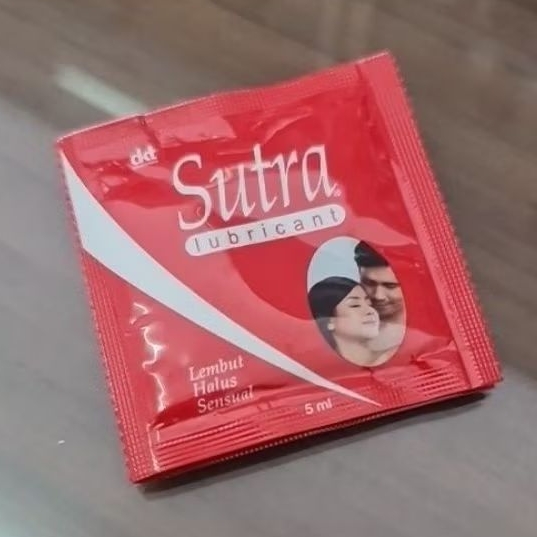 dkt
Sutra
lubricant
Lembut
Halus
Sensual
5 ml